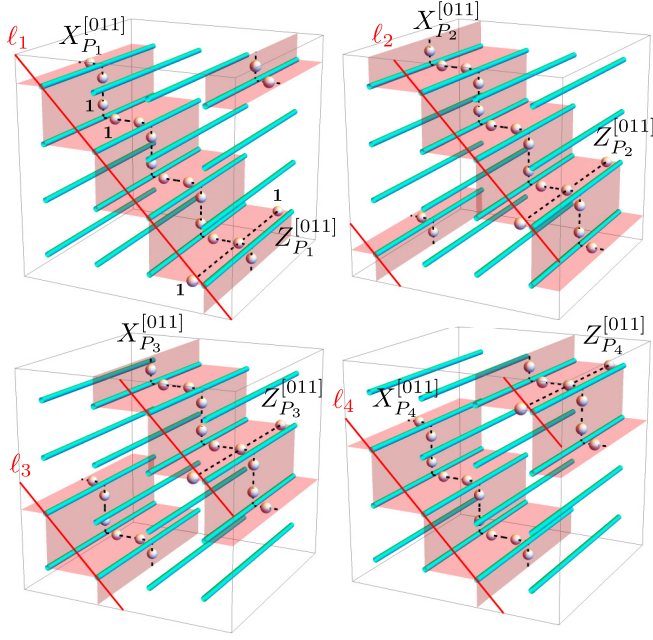 ℓ₁ X_{P_1}^{[011]}
1
1
1
Z_{P_1}^{[011]}
1
ℓ₂ X_{P_2}^{[011]}
Z_{P_2}^{[011]}
X_{P_3}^{[011]}
Z_{P_3}^{[011]}
ℓ₃
Z_{P_4}^{[011]}
X_{P_4}^{[011]}
ℓ₄